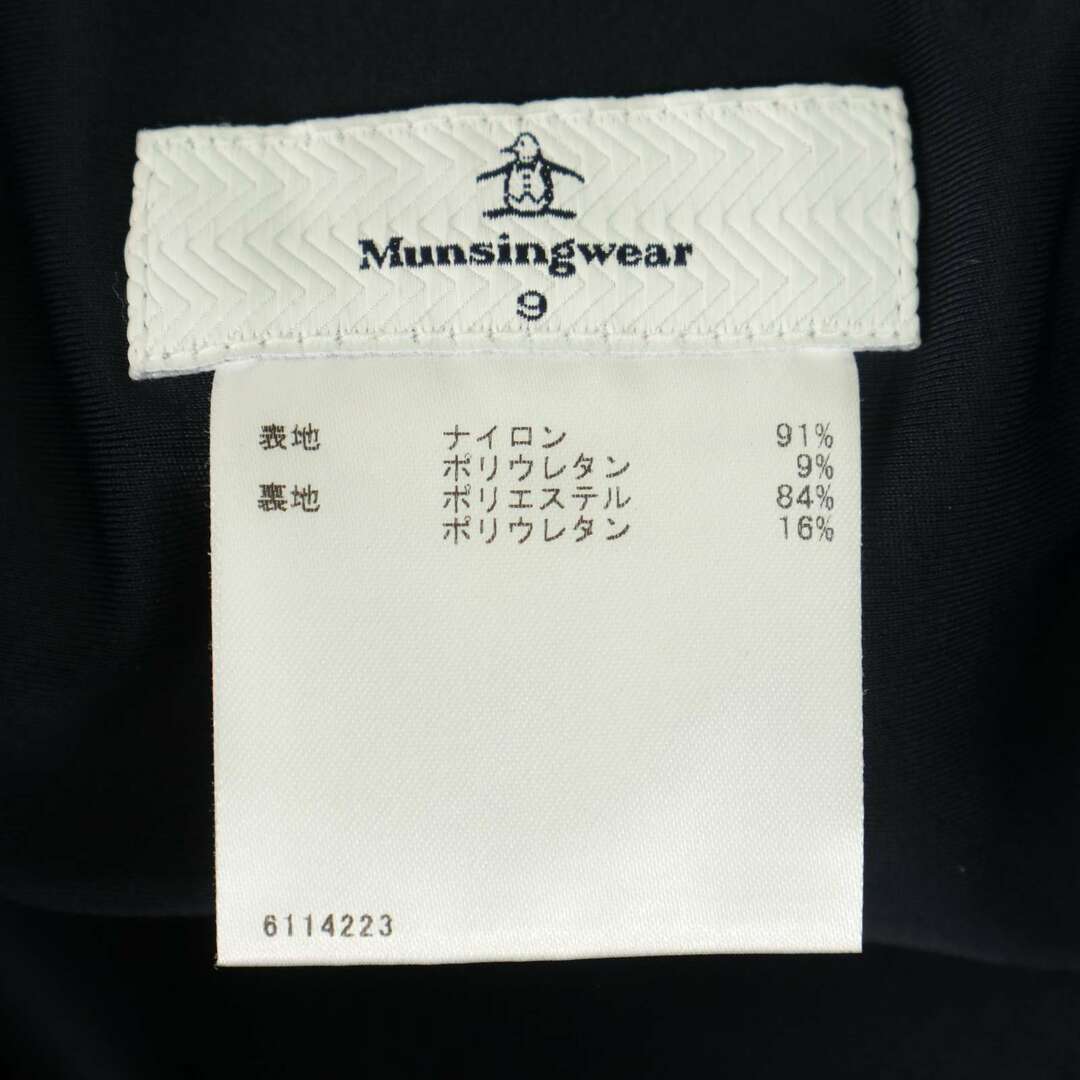 Munsingwear
9
表地 ナイロン 91%
ポリウレタン 9%
裏地 ポリエステル 84%
ポリウレタン 16%
6114223